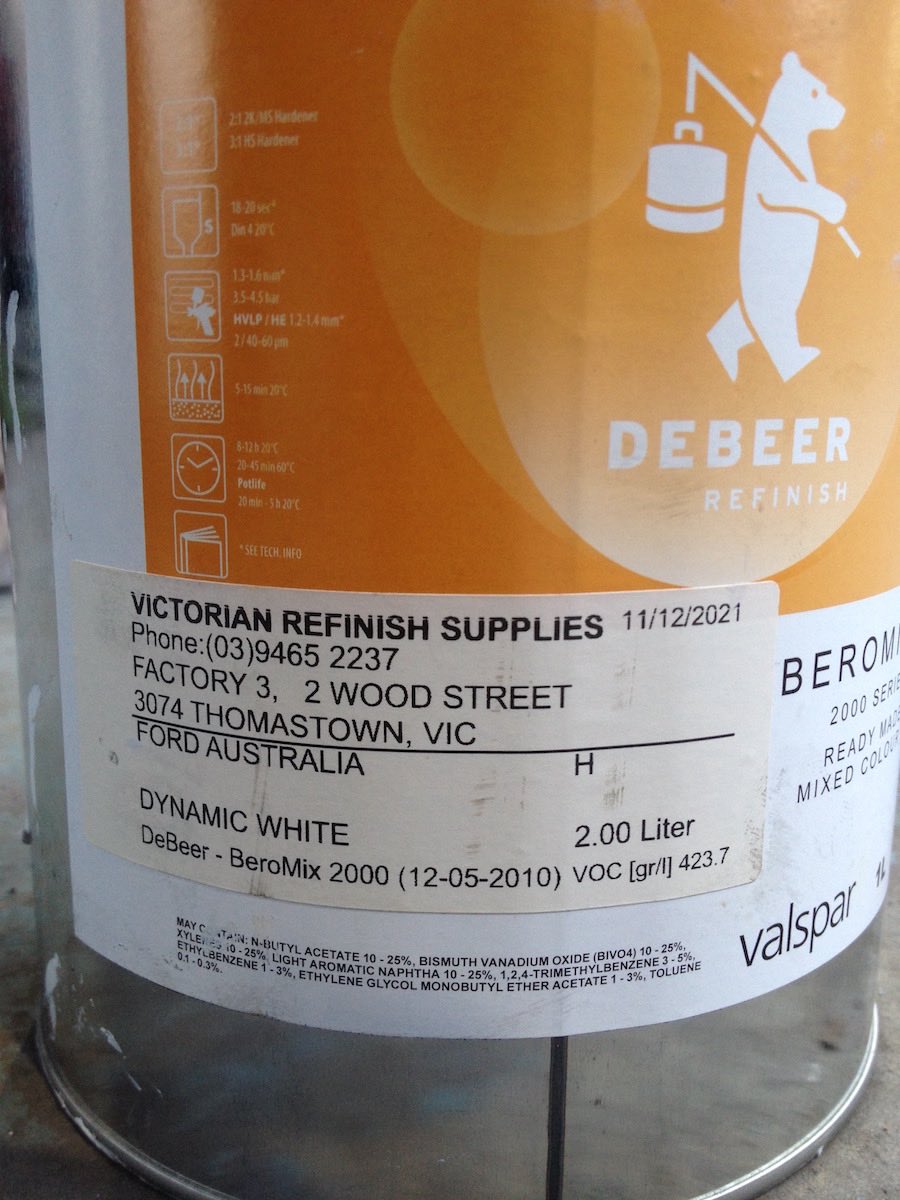 2:1 2K/MS Hardener
3:1 HS Hardener
18-20 sec*
Din 4 20°C
S
1.3-1.6 mm*
3.5-4.5 bar
HVLP / HE 1.2-1.4 mm*
2 / 40-60 µm
5-15 min 20°C
8-12 h 20°C
20-45 min 60°C
Potlife
20 min - 5 h 20°C
* SEE TECH. INFO
DEBEER
REFINISH
VICTORIAN REFINISH SUPPLIES 11/12/2021
Phone:(03)9465 2237
FACTORY 3, 2 WOOD STREET
3074 THOMASTOWN, VIC
FORD AUSTRALIA H
DYNAMIC WHITE 2.00 Liter
DeBeer - BeroMix 2000 (12-05-2010) VOC [gr/l] 423.7
BEROMI
2000 SERIE
READY MADE
MIXED COLOUR
valspar 1L
MAY CONTAIN: N-BUTYL ACETATE 10 - 25%, BISMUTH VANADIUM OXIDE (BIVO4) 10 - 25%,
XYLENES 10 - 25%, LIGHT AROMATIC NAPHTHA 10 - 25%, 1,2,4-TRIMETHYLBENZENE 3 - 5%,
ETHYLBENZENE 1 - 3%, ETHYLENE GLYCOL MONOBUTYL ETHER ACETATE 1 - 3%, TOLUENE
0.1 - 0.3%.